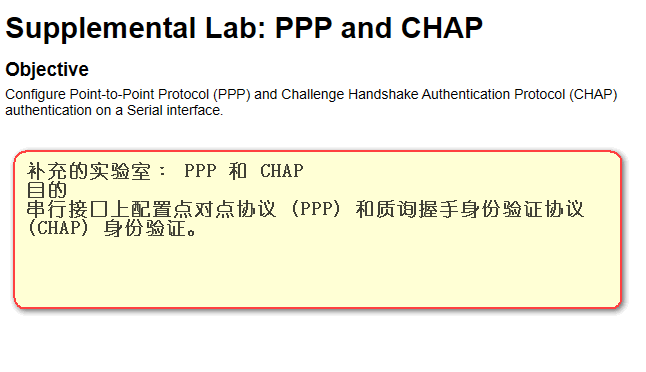 Supplemental Lab: PPP and CHAP
Objective
Configure Point-to-Point Protocol (PPP) and Challenge Handshake Authentication Protocol (CHAP)
authentication on a Serial interface.
补充的实验室： PPP 和 CHAP
目的
串行接口上配置点对点协议 (PPP) 和质询握手身份验证协议
(CHAP) 身份验证。